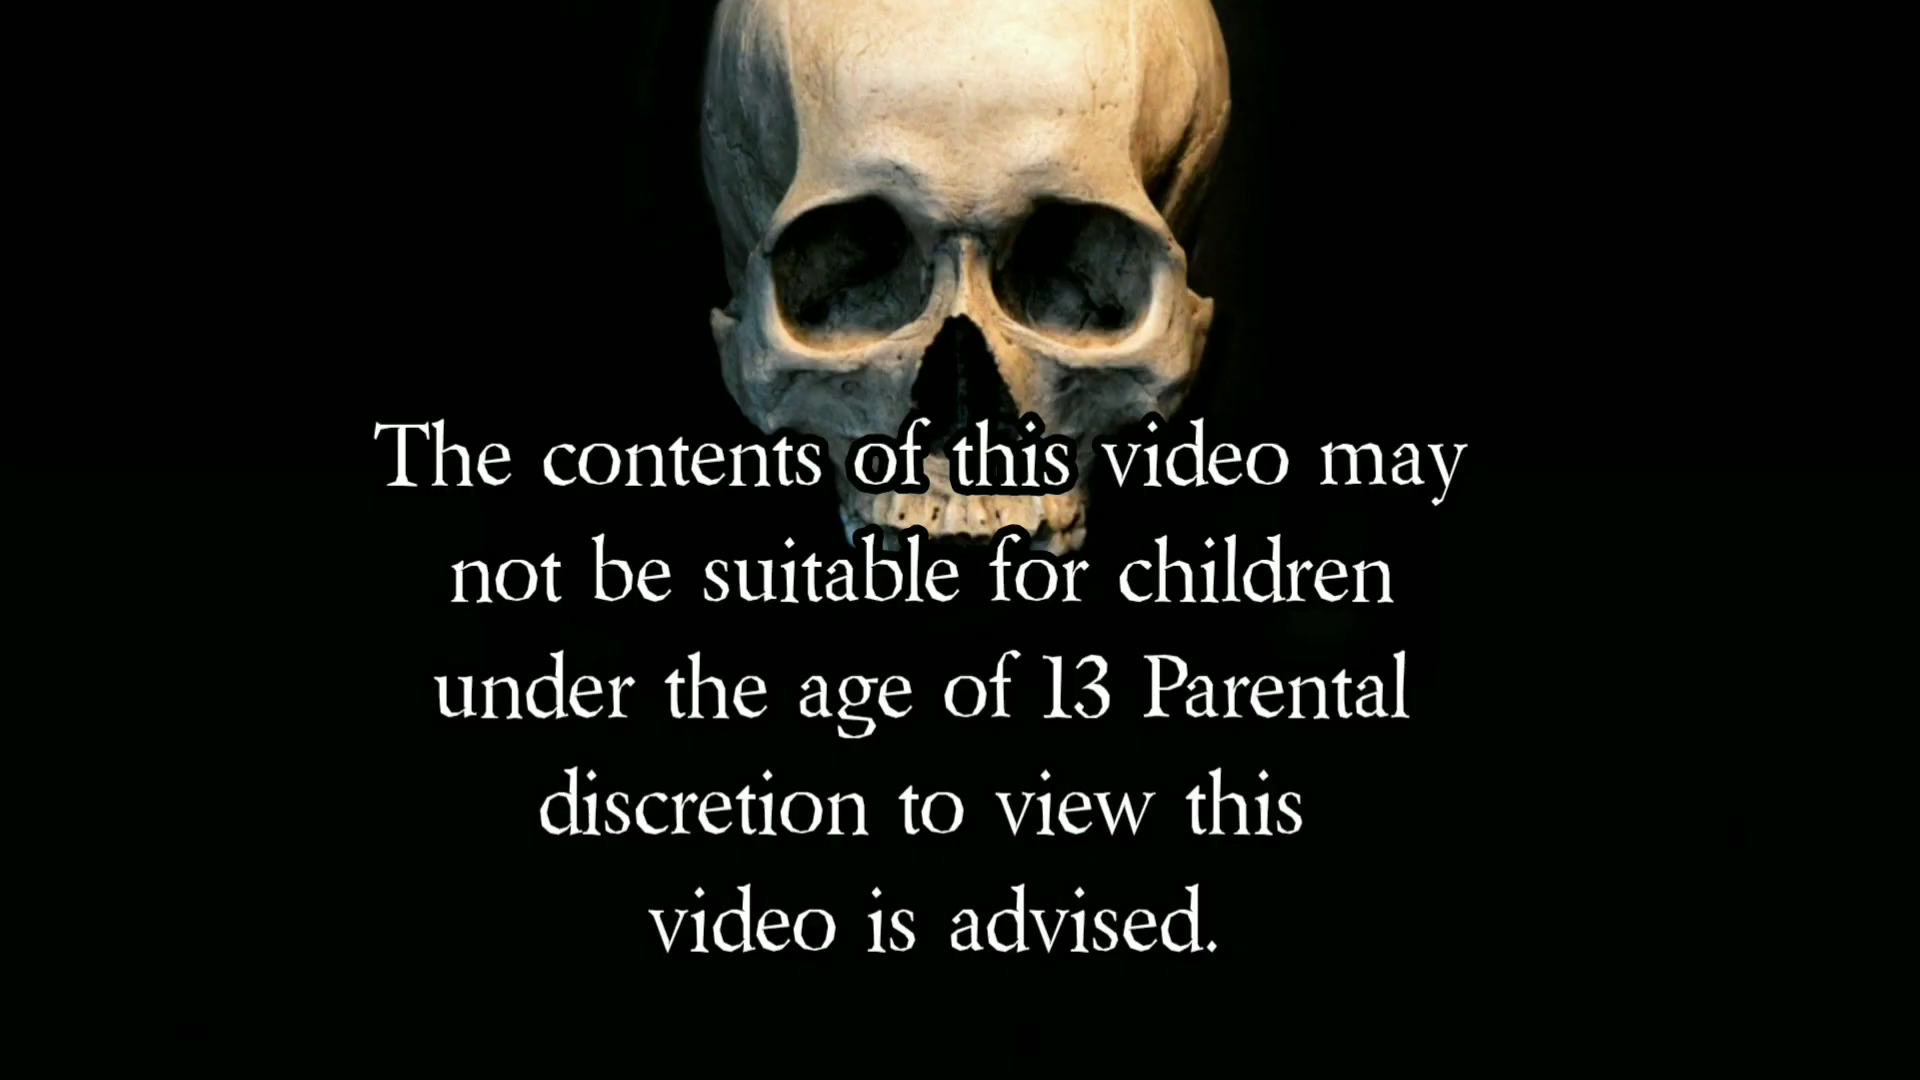 The contents of this video may
not be suitable for children
under the age of 13 Parental
discretion to view this
video is advised.